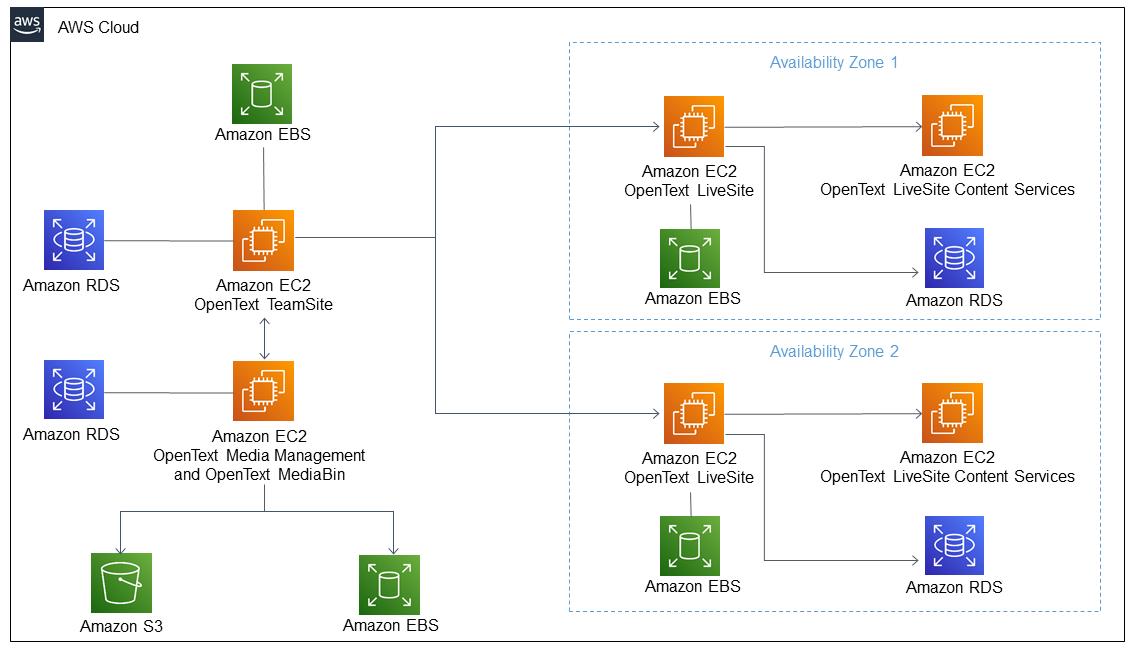 aws
AWS Cloud
Amazon EBS
Amazon RDS
Amazon EC2
OpenText TeamSite
Amazon RDS
Amazon EC2
OpenText Media Management
and OpenText MediaBin
Amazon S3
Amazon EBS
Availability Zone 1
Amazon EC2
OpenText LiveSite
Amazon EC2
OpenText LiveSite Content Services
Amazon EBS
Amazon RDS
Availability Zone 2
Amazon EC2
OpenText LiveSite
Amazon EC2
OpenText LiveSite Content Services
Amazon EBS
Amazon RDS